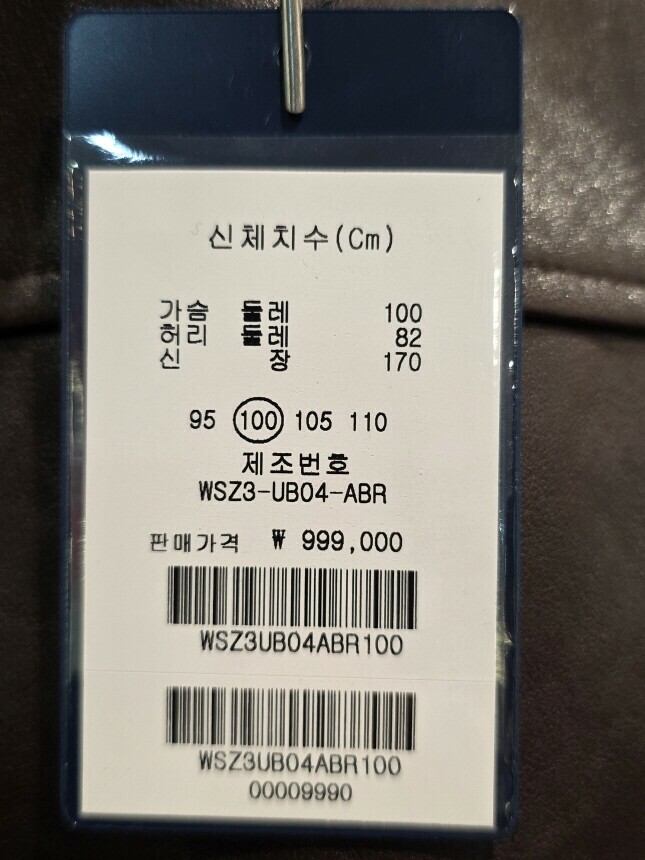 신체치수(Cm)
가슴 둘레 100
허리 둘레 82
신 장 170
95 100 105 110
제조번호
WSZ3-UB04-ABR
판매가격 ₩ 999,000
WSZ3UB04ABR100
WSZ3UB04ABR100
00009990